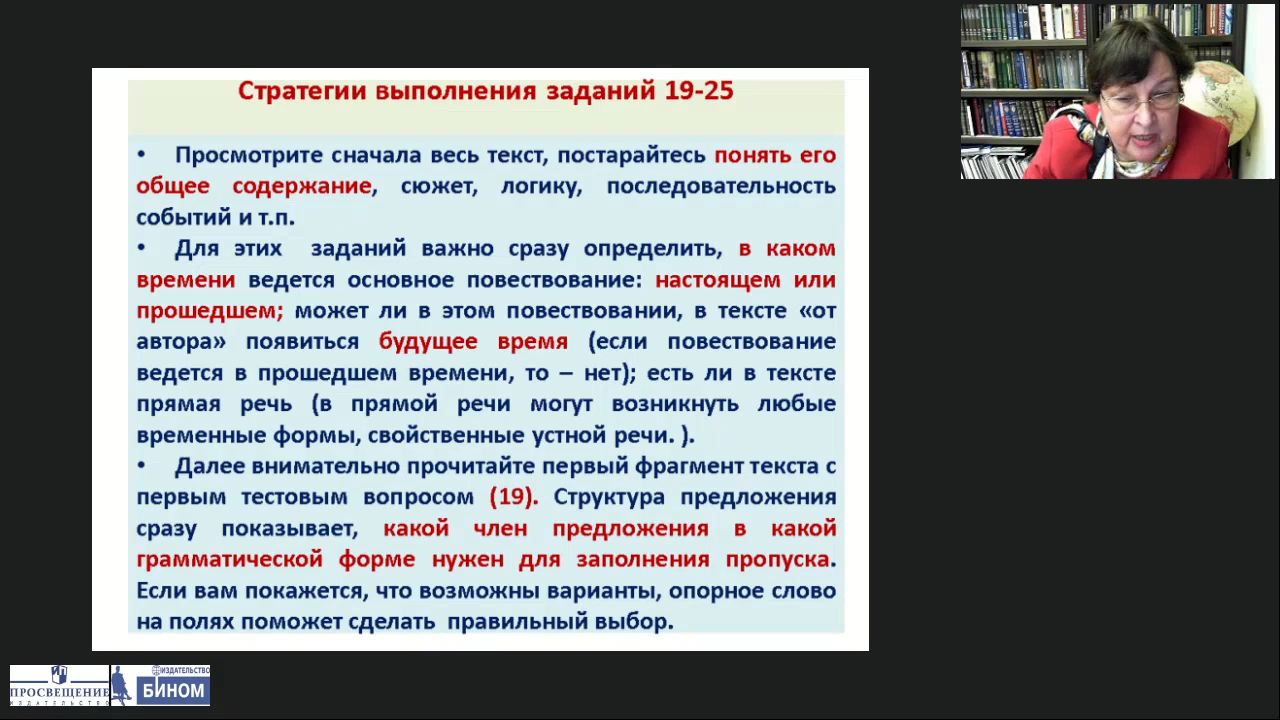 Стратегии выполнения заданий 19-25
• Просмотрите сначала весь текст, постарайтесь понять его
общее содержание, сюжет, логику, последовательность
событий и т.п.
• Для этих заданий важно сразу определить, в каком
времени ведется основное повествование: настоящем или
прошедшем; может ли в этом повествовании, в тексте «от
автора» появиться будущее время (если повествование
ведется в прошедшем времени, то – нет); есть ли в тексте
прямая речь (в прямой речи могут возникнуть любые
временные формы, свойственные устной речи. ).
• Далее внимательно прочитайте первый фрагмент текста с
первым тестовым вопросом (19). Структура предложения
сразу показывает, какой член предложения в какой
грамматической форме нужен для заполнения пропуска.
Если вам покажется, что возможны варианты, опорное слово
на полях поможет сделать правильный выбор.
ПРОСВЕЩЕНИЕ
ИЗДАТЕЛЬСТВО
ИЗДАТЕЛЬСТВО
БИНОМ